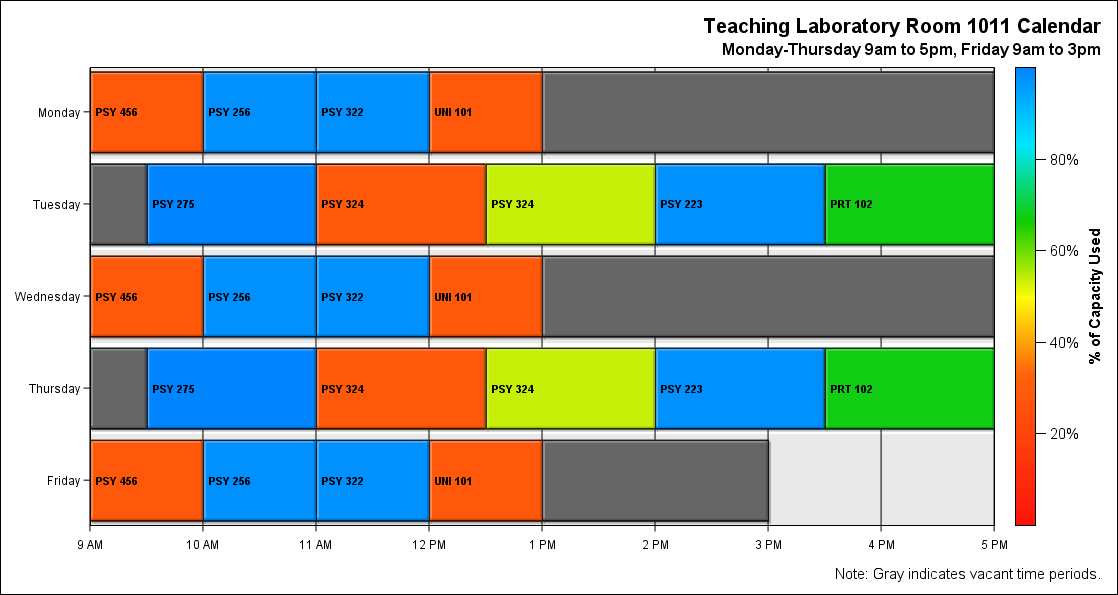 Teaching Laboratory Room 1011 Calendar
Monday-Thursday 9am to 5pm, Friday 9am to 3pm
Monday
PSY 456
PSY 256
PSY 322
UNI 101
Tuesday
PSY 275
PSY 324
PSY 324
PSY 223
PRT 102
Wednesday
PSY 456
PSY 256
PSY 322
UNI 101
Thursday
PSY 275
PSY 324
PSY 324
PSY 223
PRT 102
Friday
PSY 456
PSY 256
PSY 322
UNI 101
9 AM
10 AM
11 AM
12 PM
1 PM
2 PM
3 PM
4 PM
5 PM
80%
60%
40%
20%
% of Capacity Used
Note: Gray indicates vacant time periods.